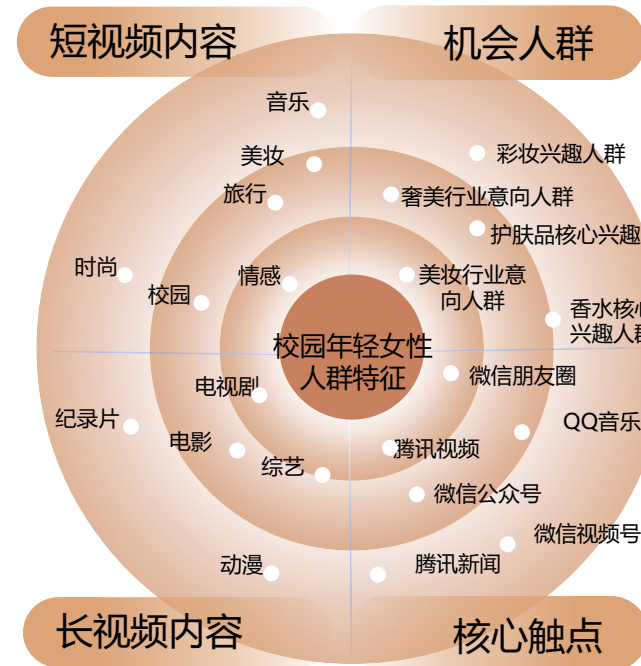 短视频内容
机会人群
音乐
美妆
彩妆兴趣人群
旅行
奢美行业意向人群
护肤品核心兴趣
时尚
情感
美妆行业意
向人群
校园
香水核心
兴趣人群
校园年轻女性
人群特征
微信朋友圈
电视剧
纪录片
QQ音乐
电影
腾讯视频
综艺
微信公众号
微信视频号
动漫
腾讯新闻
长视频内容
核心触点